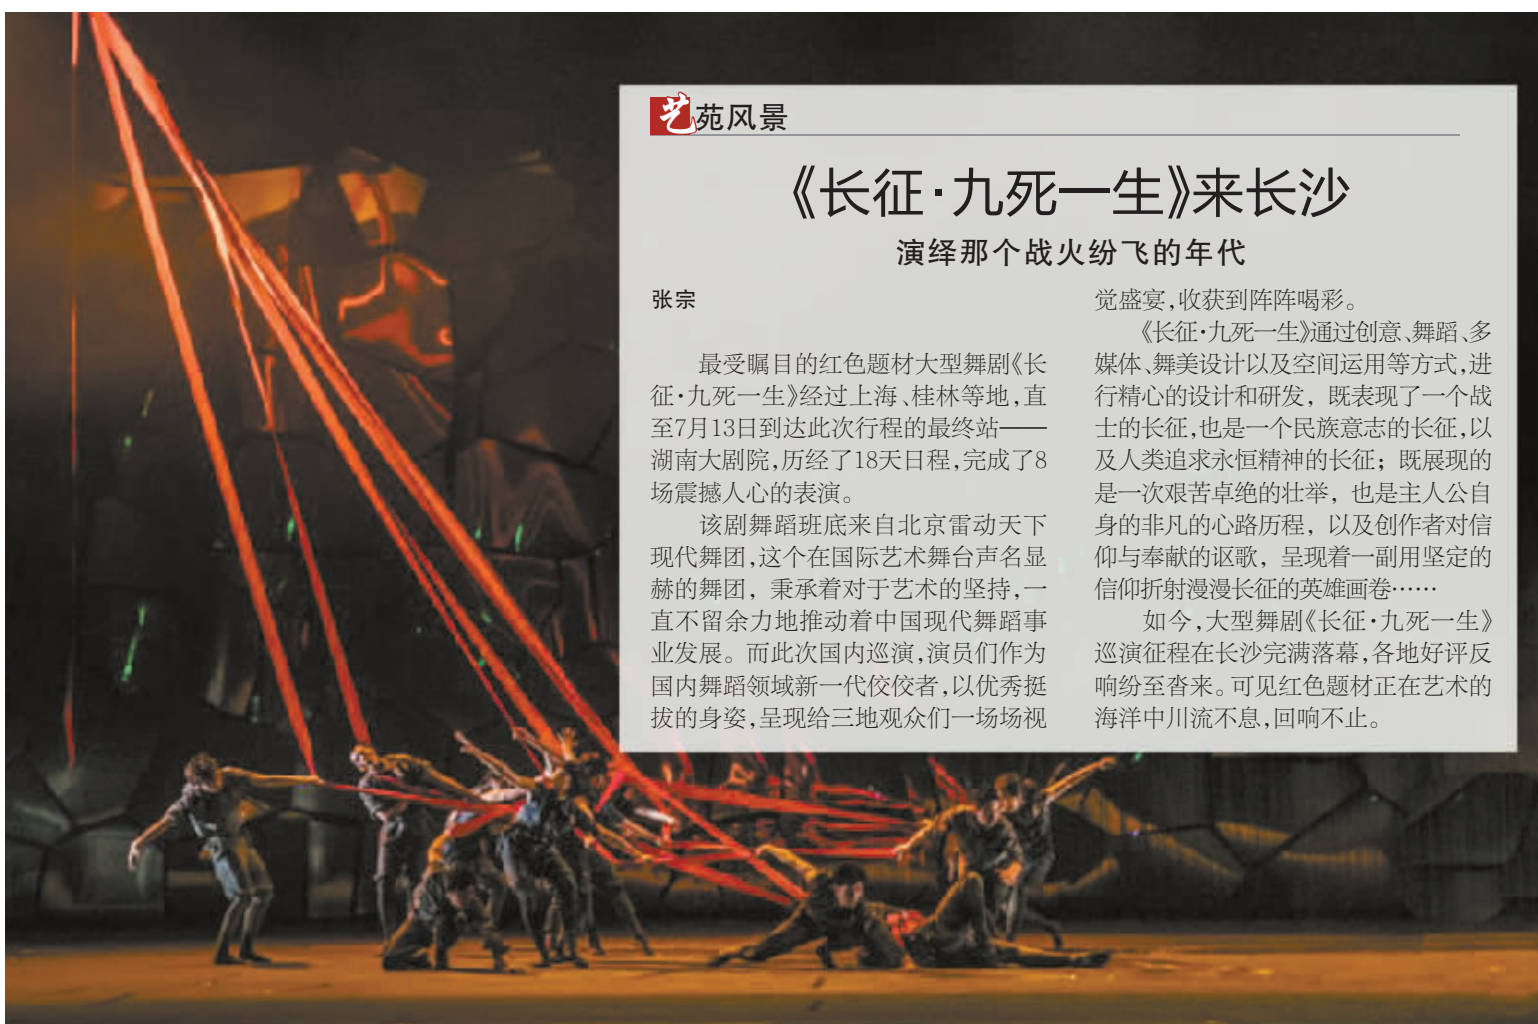 艺苑风景
《长征·九死一生》来长沙
演绎那个战火纷飞的年代
张宗
最受瞩目的红色题材大型舞剧《长
征·九死一生》经过上海、桂林等地，直
至7月13日到达此次行程的最终站——
湖南大剧院，历经了18天日程，完成了8
场震撼人心的表演。
该剧舞蹈班底来自北京雷动天下
现代舞团，这个在国际艺术舞台声名显
赫的舞团，秉承着对于艺术的坚持，一
直不留余力地推动着中国现代舞蹈事
业发展。而此次国内巡演，演员们作为
国内舞蹈领域新一代佼佼者，以优秀挺
拔的身姿，呈现给三地观众们一场场视
觉盛宴，收获到阵阵喝彩。
《长征·九死一生》通过创意、舞蹈、多
媒体、舞美设计以及空间运用等方式，进
行精心的设计和研发，既表现了一个战
士的长征，也是一个民族意志的长征，以
及人类追求永恒精神的长征；既展现的
是一次艰苦卓绝的壮举，也是主人公自
身的非凡的心路历程，以及创作者对信
仰与奉献的讴歌，呈现着一副用坚定的
信仰折射漫漫长征的英雄画卷……
如今，大型舞剧《长征·九死一生》
巡演征程在长沙完满落幕，各地好评反
响纷至沓来。可见红色题材正在艺术的
海洋中川流不息，回响不止。